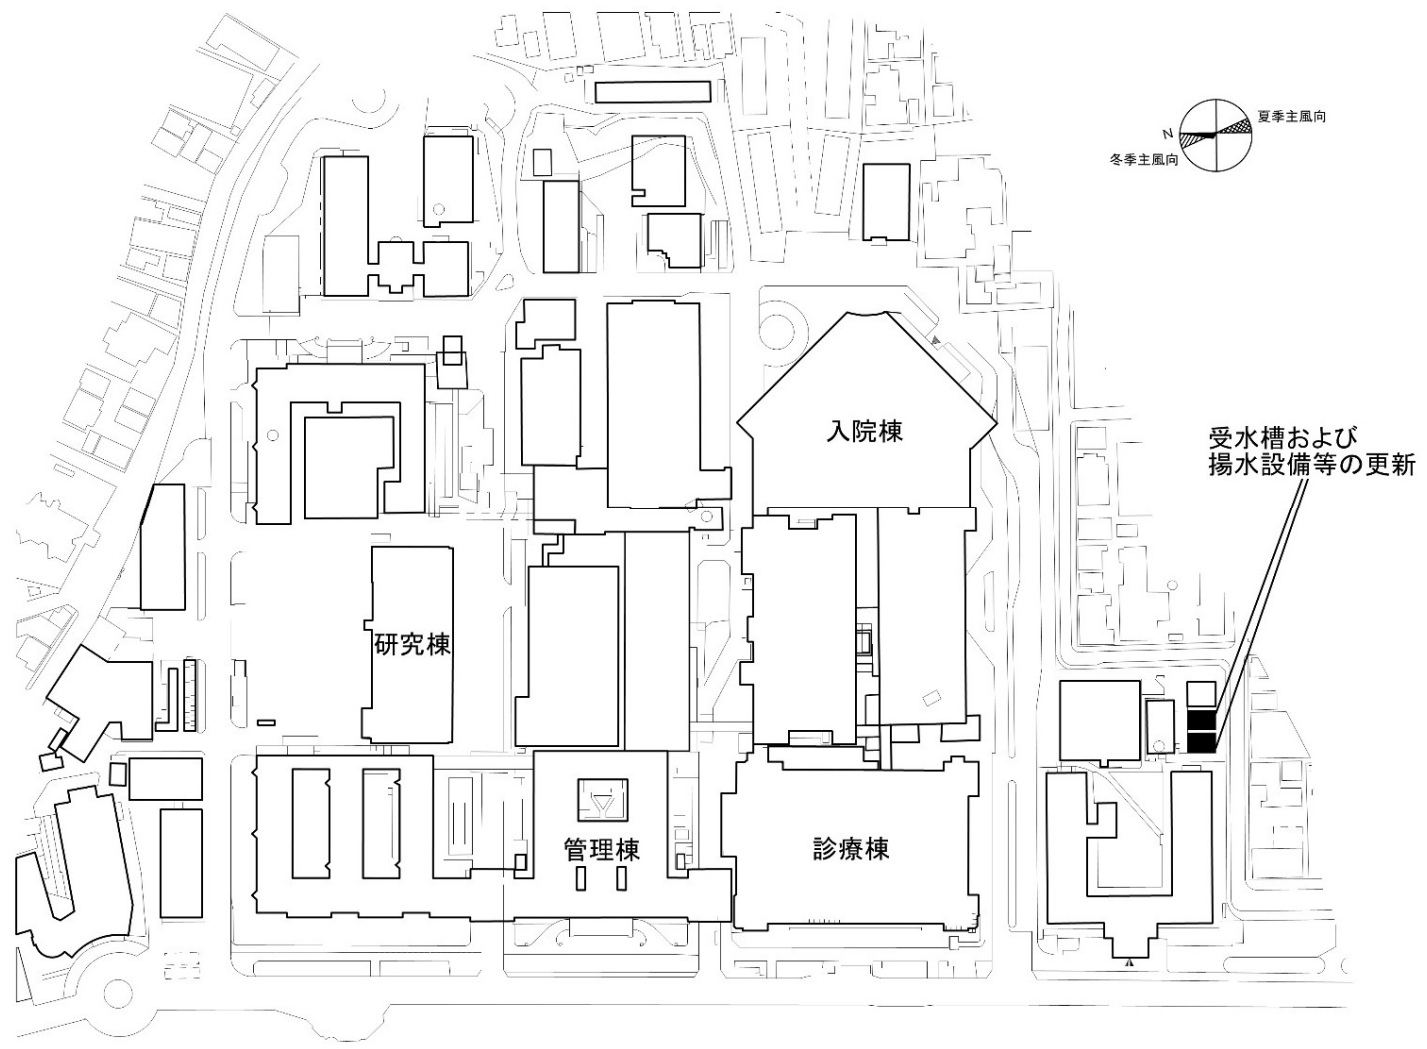 夏季主風向
N
冬季主風向
入院棟
受水槽および
揚水設備等の更新
研究棟
管理棟
診療棟